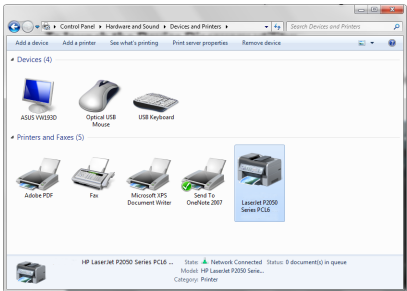 Control Panel ▸ Hardware and Sound ▸ Devices and Printers ▸
Search Devices and Printers
Add a device Add a printer See what's printing Print server properties Remove device
Devices (4)
ASUS VW193D
Optical USB
Mouse
USB Keyboard
Printers and Faxes (5)
Adobe PDF
Fax
Microsoft XPS
Document Writer
Send To
OneNote 2007
LaserJet P2050
Series PCL6
HP LaserJet P2050 Series PCL6 ... State: Network Connected Status: 0 document(s) in queue
Model: HP LaserJet P2050 Serie...
Category: Printer